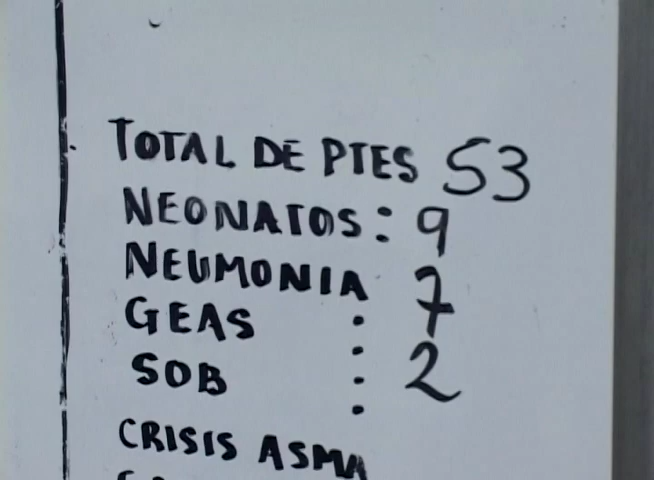 TOTAL DE PTES 53
NEONATOS: 9
NEUMONIA 7
GEAS :
SOB : 2
CRISIS ASMA